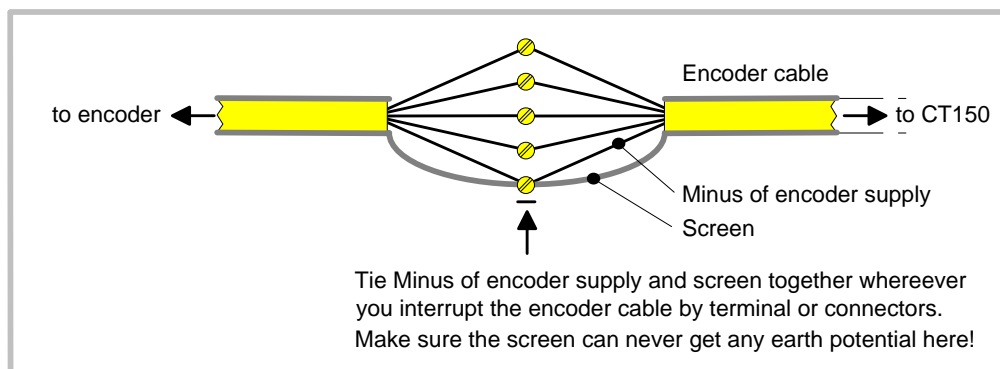 Encoder cable
to encoder
to CT150
Minus of encoder supply
Screen
Tie Minus of encoder supply and screen together whereever
you interrupt the encoder cable by terminal or connectors.
Make sure the screen can never get any earth potential here!